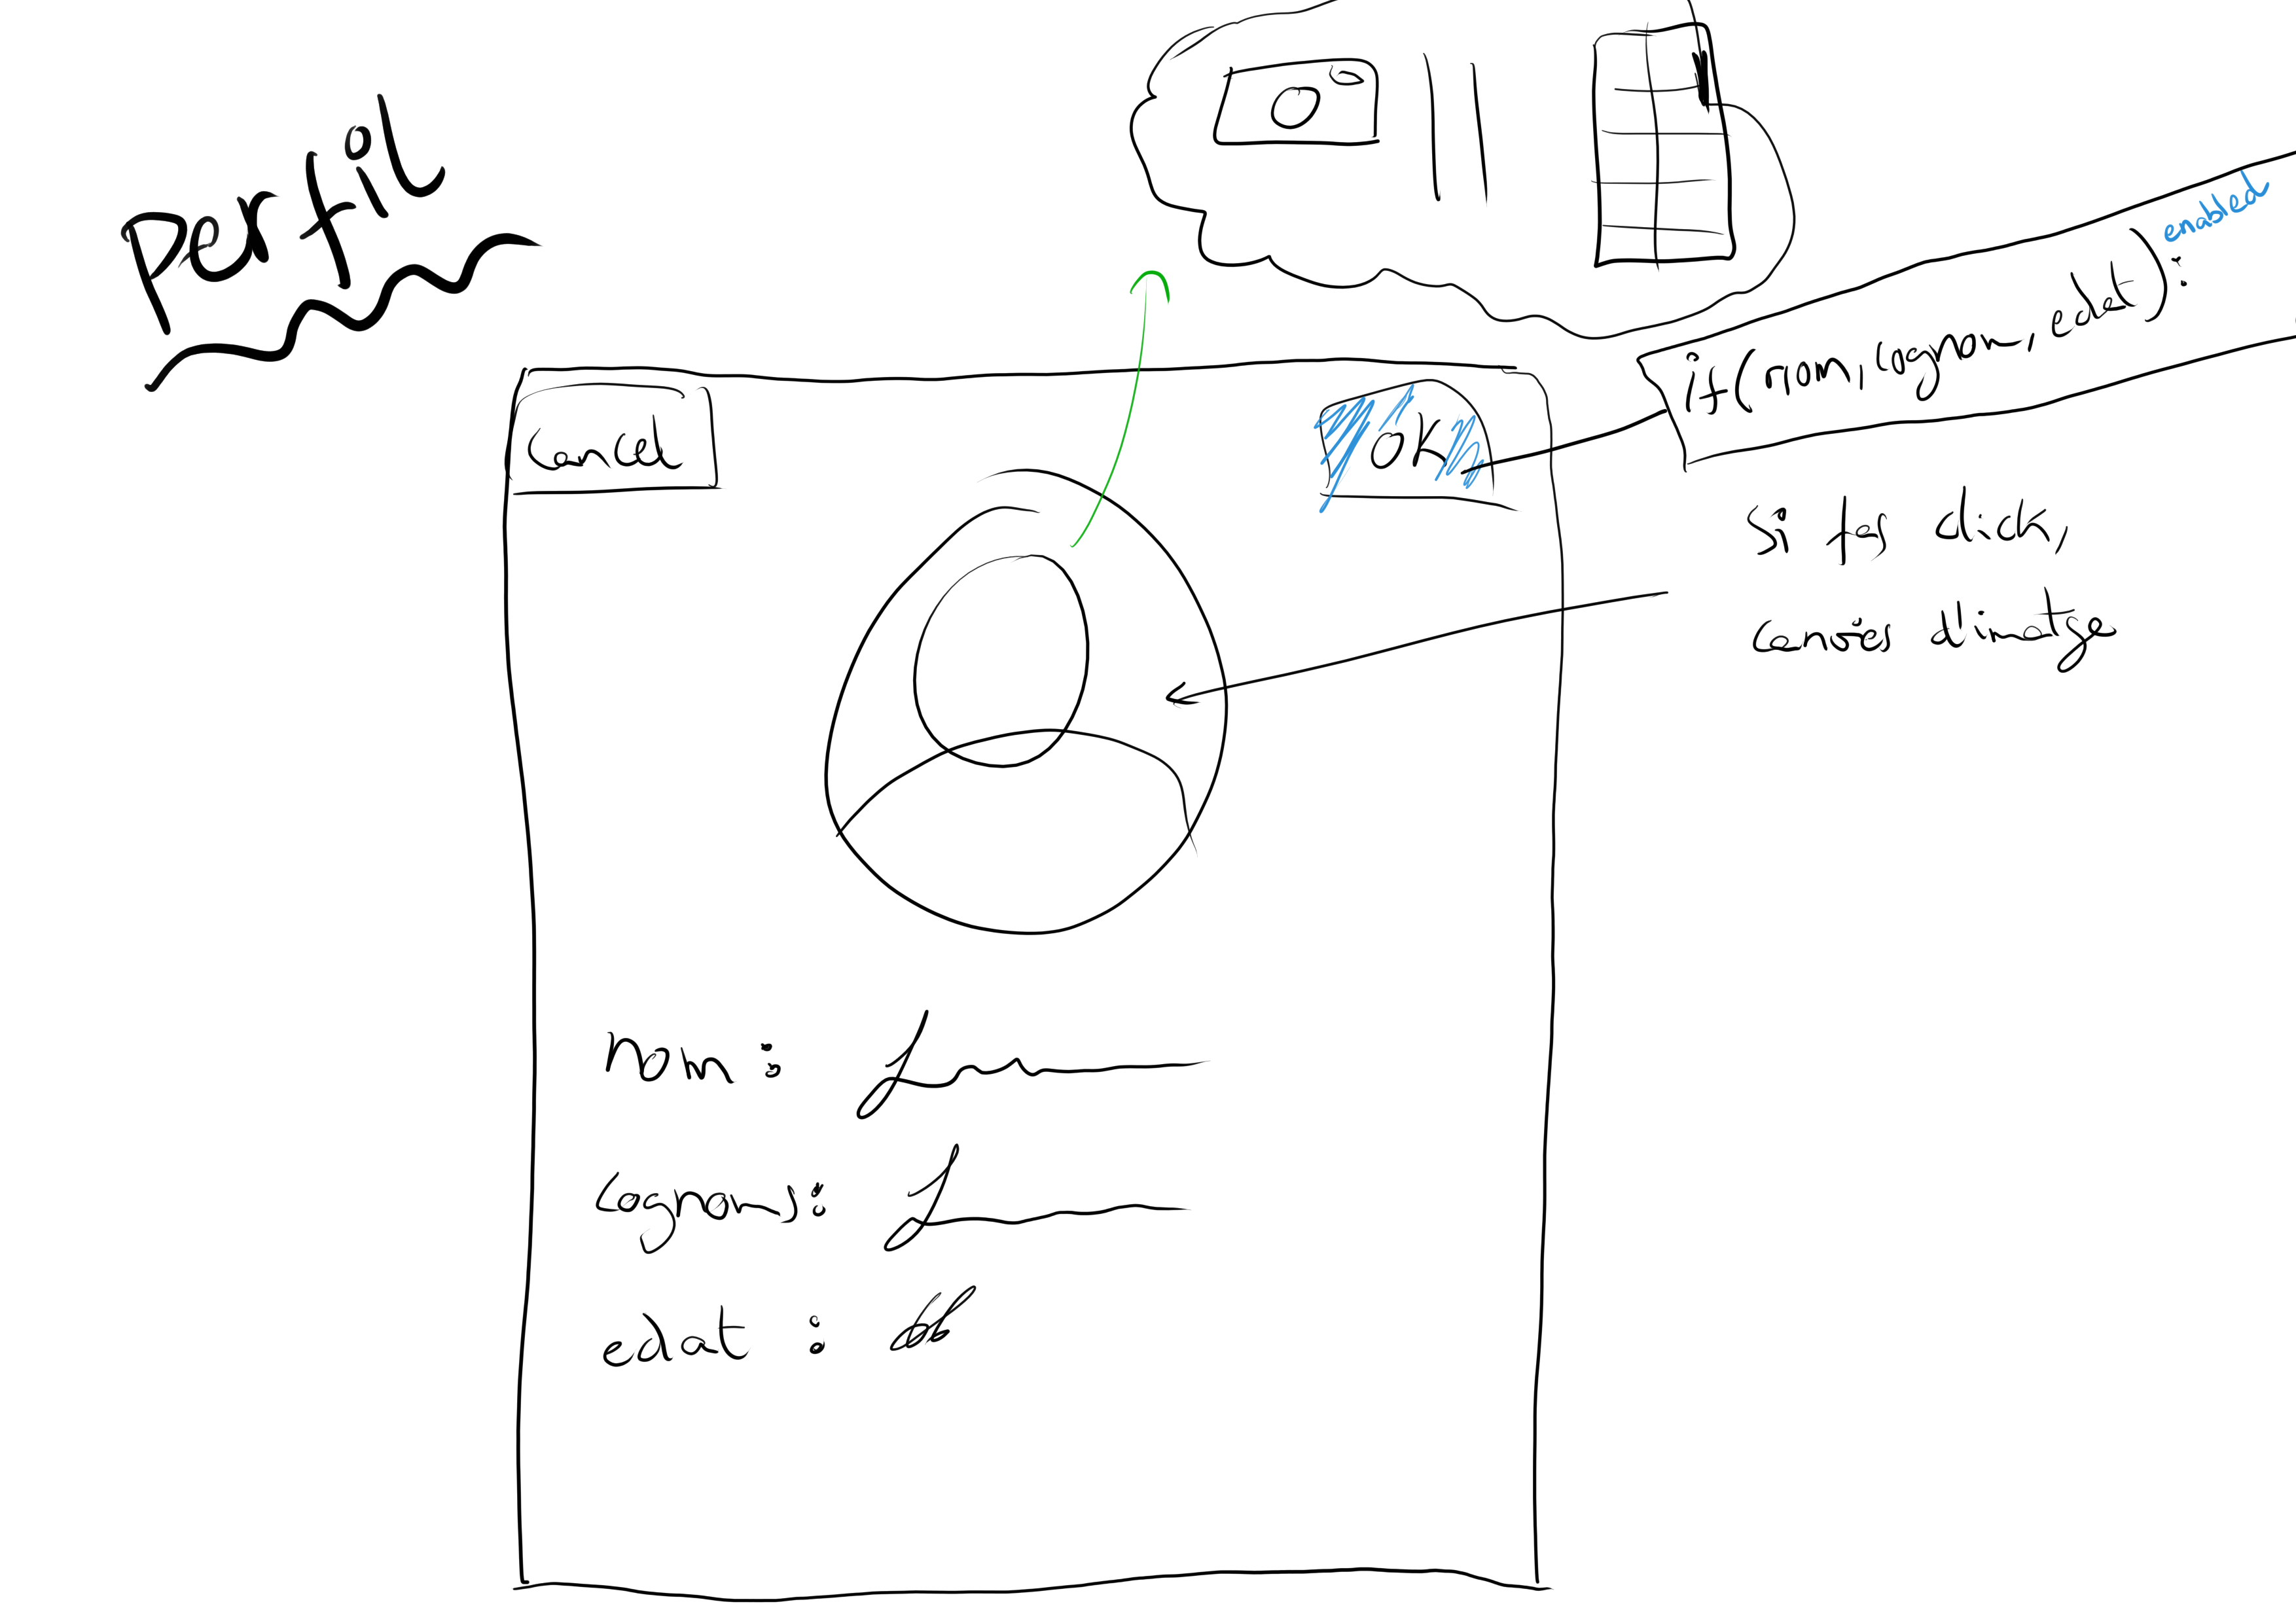 Perfil
if(nom, cognom, edat): enabled
Cancel
OK
si fas click,
canvies d'imatge
nom:
cognoms:
edat: